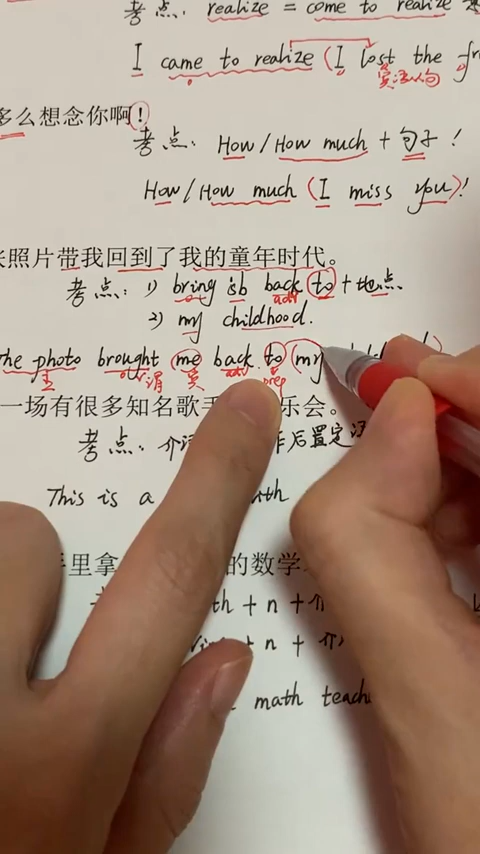 考点: realize = come to realize
I came to realize (I lost the
宾语从句
多么想念你啊!
考点: How/How much + 句子!
How/How much (I miss you)!
照片带我回到了我的童年时代。
考点: 1) bring sb back to + 地点
adv
2) my childhood.
the photo brought me back to (my
主 谓 宾 adv prep
一场有很多知名歌手 乐会。
考点: 介 后置定语
This is a
里拿 的数学
th + n + 介
+ n + 介
math teach